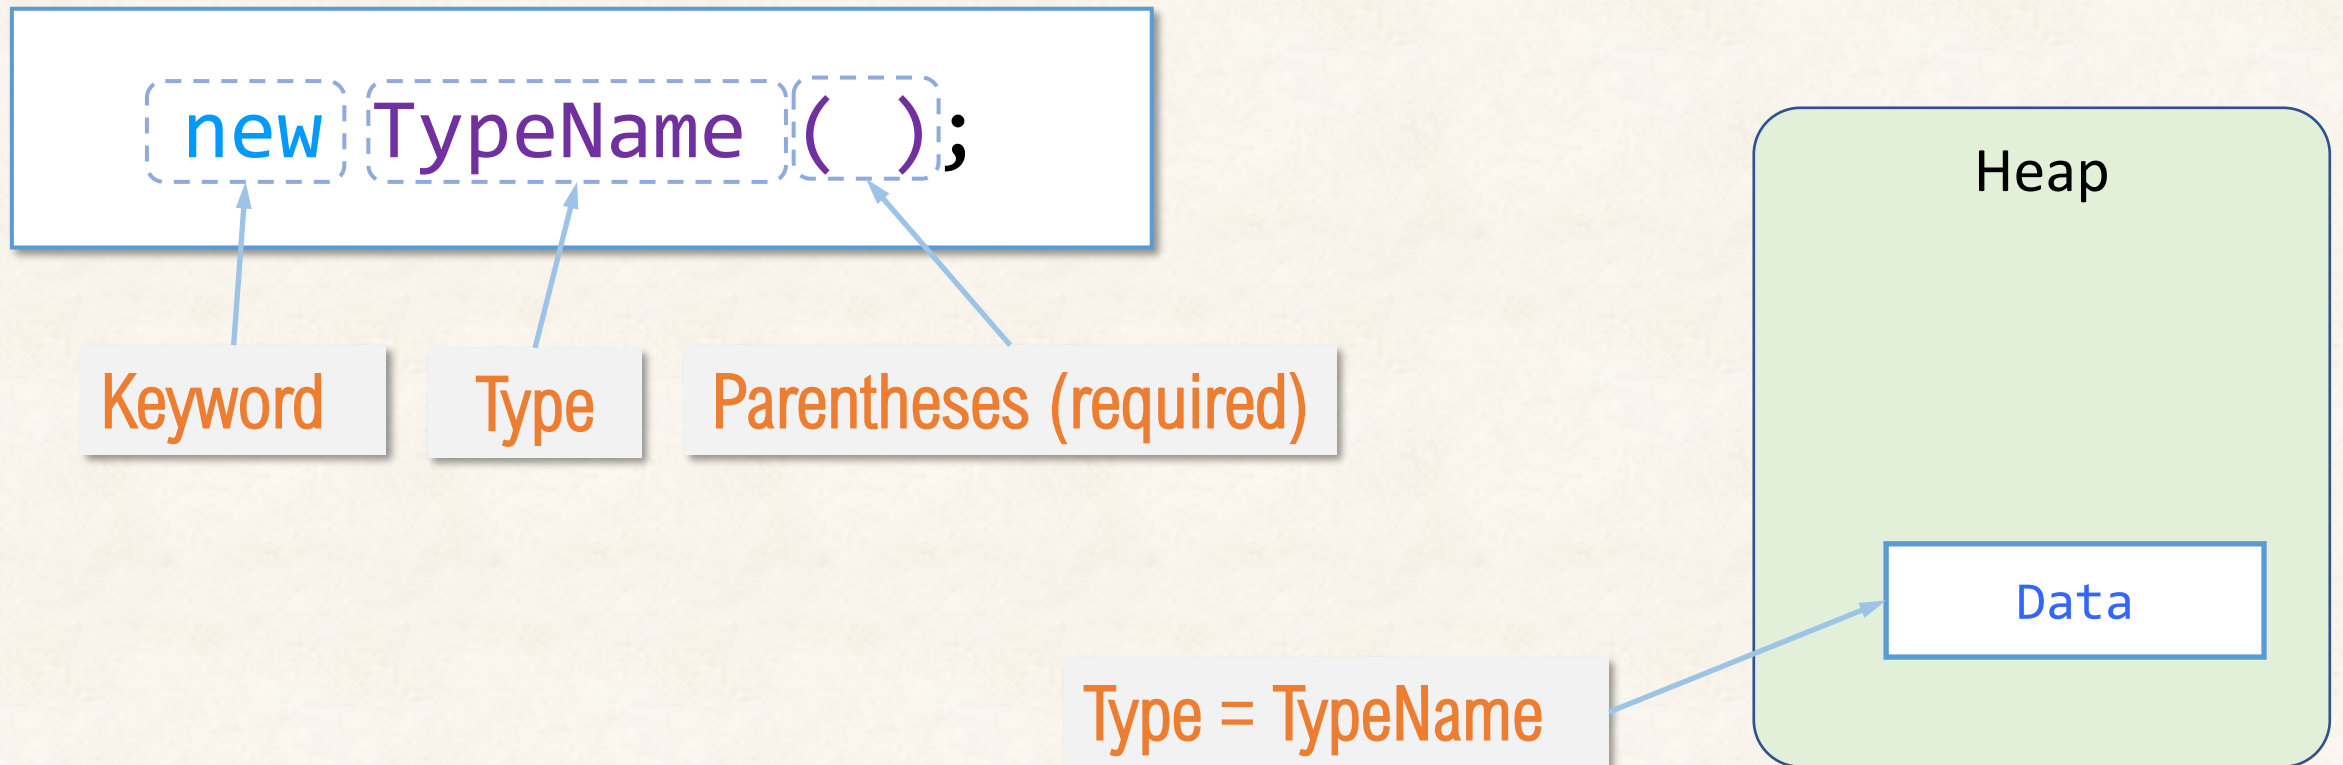 new TypeName ( );
Heap
Keyword
Type
Parentheses (required)
Data
Type = TypeName